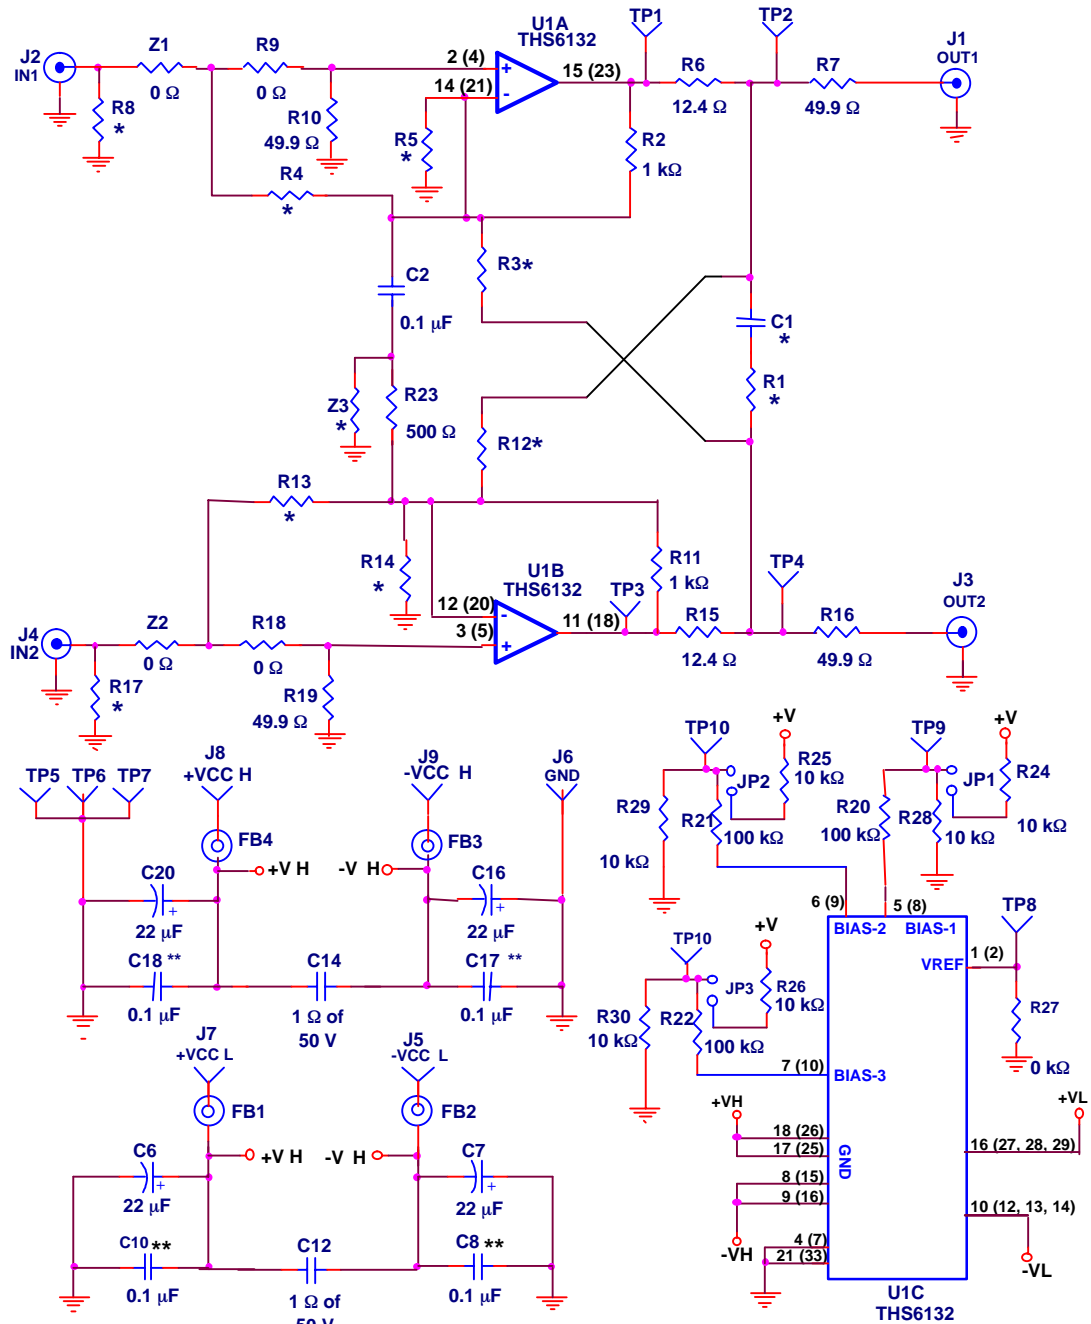 U1A
THS6132
TP1
TP2
J2
IN1
Z1
0 Ω
R9
0 Ω
2 (4)
14 (21)
+
-
15 (23)
R6
12.4 Ω
R7
49.9 Ω
J1
OUT1
R8
*
R10
49.9 Ω
R5
*
R2
1 kΩ
R4
*
C2
0.1 µF
R3*
C1
*
R1
*
Z3
*
R23
500 Ω
R12*
R13
*
R14
*
R11
1 kΩ
U1B
THS6132
TP3
TP4
12 (20)
3 (5)
-
+
11 (18)
R15
12.4 Ω
R16
49.9 Ω
J3
OUT2
J4
IN2
Z2
0 Ω
R18
0 Ω
R17
*
R19
49.9 Ω
TP5
TP6
TP7
J8
+VCC H
FB4
+V H
C20
+
22 µF
C18 **
0.1 µF
C14
1 Ω of
50 V
J9
-VCC H
FB3
-V H
J6
GND
C16
+
22 µF
C17 **
0.1 µF
J7
+VCC L
FB1
+V H
C6
+
22 µF
C10 **
0.1 µF
C12
1 Ω of
50 V
J5
-VCC L
FB2
-V H
C7
+
22 µF
C8 **
0.1 µF
TP10
+V
R25
10 kΩ
JP2
R29
10 kΩ
R21
100 kΩ
TP9
+V
R24
10 kΩ
JP1
R20
100 kΩ
R28
10 kΩ
6 (9)
5 (8)
BIAS-2
BIAS-1
TP8
1 (2)
VREF
R27
0 kΩ
TP10
+V
JP3
R26
10 kΩ
R30
10 kΩ
R22
100 kΩ
7 (10)
BIAS-3
+VH
18 (26)
17 (25)
GND
8 (15)
9 (16)
-VH
4 (7)
21 (33)
+VL
16 (27, 28, 29)
10 (12, 13, 14)
-VL
U1C
THS6132